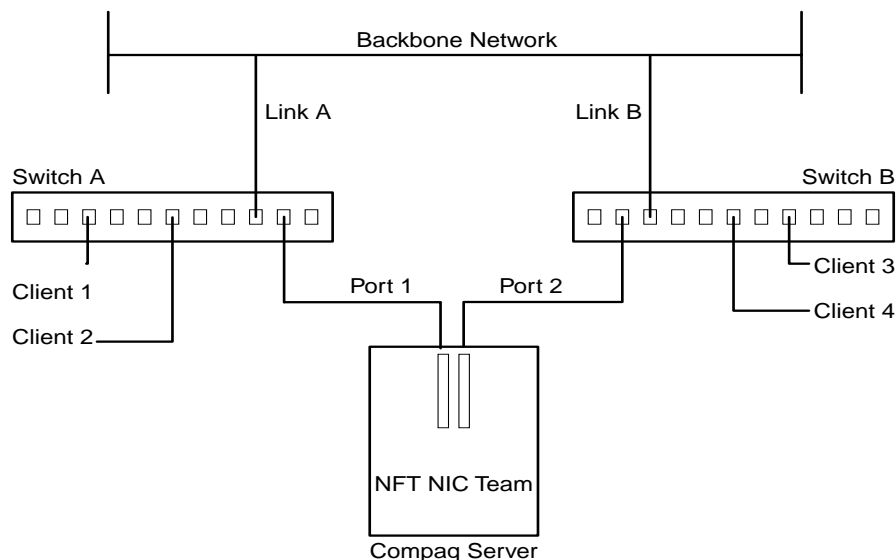 Backbone Network
Link A
Link B
Switch A
Switch B
Client 1
Client 2
Port 1
Port 2
Client 3
Client 4
NFT NIC Team
Compaq Server